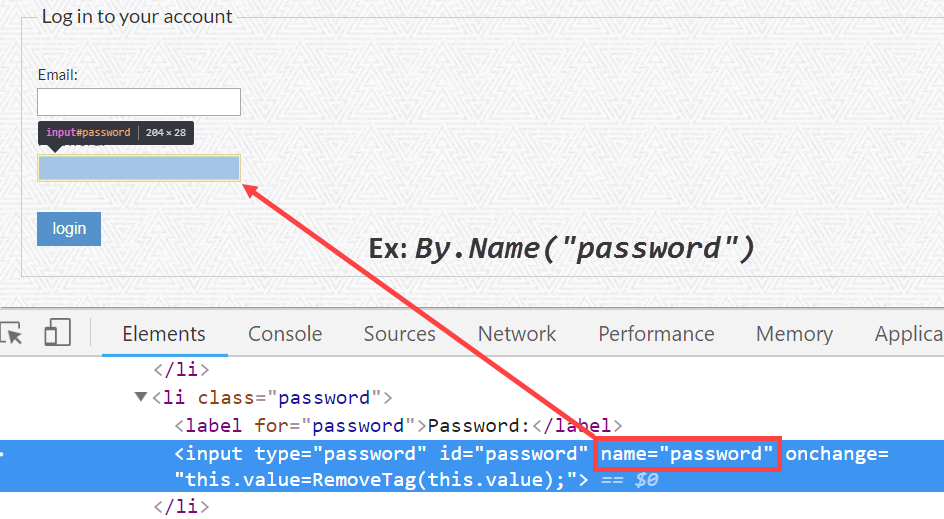 Log in to your account
Email:
input#password | 204 × 28
login
Ex: By.Name("password")
Elements Console Sources Network Performance Memory Applica
</li>
<li class="password">
<label for="password">Password:</label>
<input type="password" id="password" name="password" onchange=
"this.value=RemoveTag(this.value);"> == $0
</li>